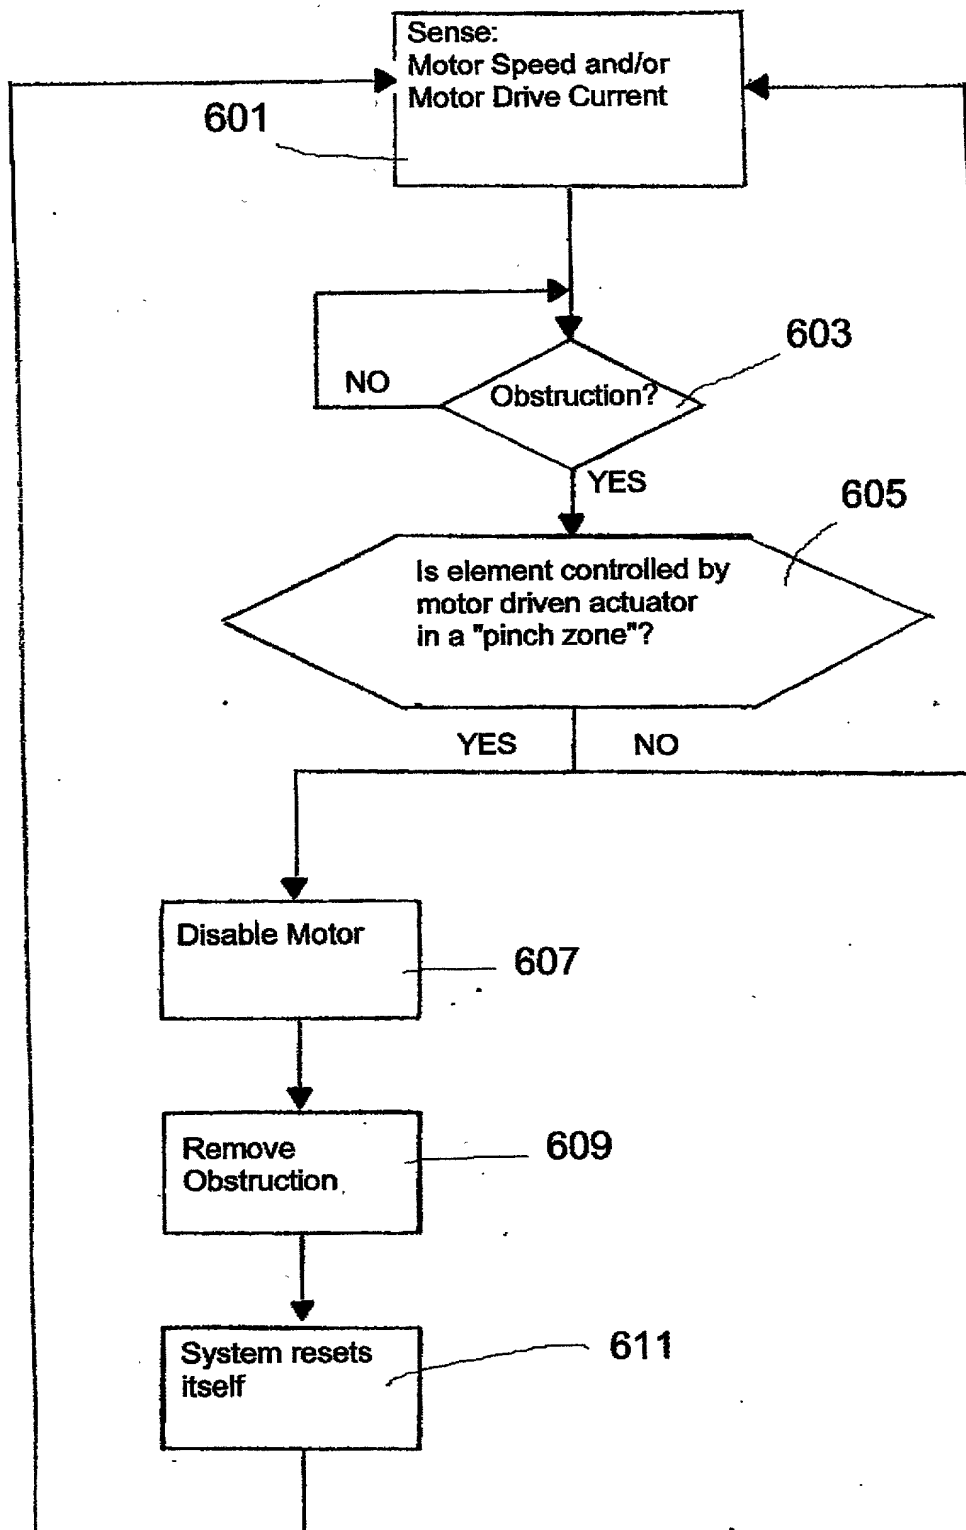 Sense:
Motor Speed and/or
Motor Drive Current
601
603
NO
Obstruction?
YES
605
Is element controlled by
motor driven actuator
in a "pinch zone"?
YES
NO
Disable Motor
607
Remove
Obstruction
609
System resets
itself
611